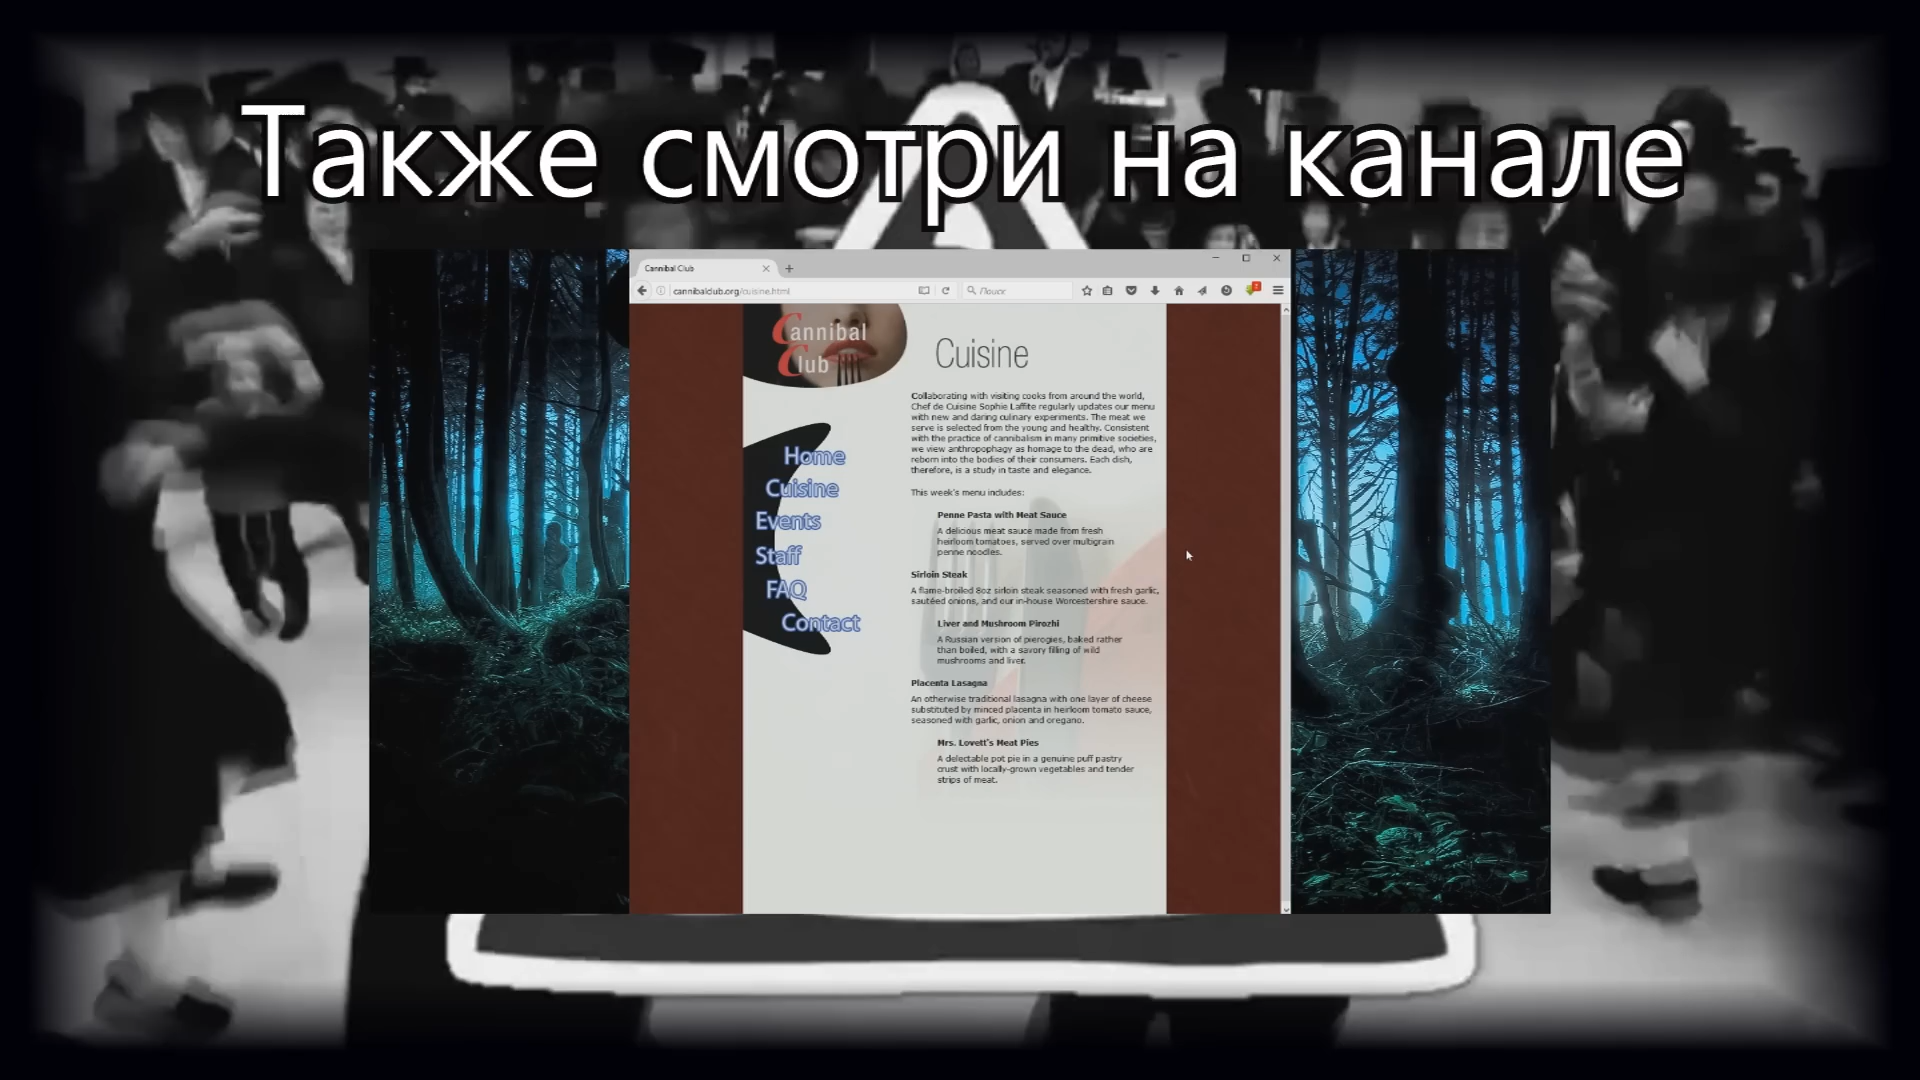 Также смотри на канале
Cannibal Club
cannibalclub.org/cuisine.html
Поиск
2
Cannibal
Club
Cuisine
Home
Cuisine
Events
Staff
FAQ
Contact
Collaborating with visiting cooks from around the world,
Chef de Cuisine Sophie Laffite regularly updates our menu
with new and daring culinary experiments. The meat we
serve is selected from the young and healthy. Consistent
with the practice of cannibalism in many primitive societies,
we view anthropophagy as homage to the dead, who are
reborn into the bodies of their consumers. Each dish,
therefore, is a study in taste and elegance.
This week's menu includes:
Penne Pasta with Meat Sauce
A delicious meat sauce made from fresh
heirloom tomatoes, served over multigrain
penne noodles.
Sirloin Steak
A flame-broiled 8oz sirloin steak seasoned with fresh garlic,
sautéed onions, and our in-house Worcestershire sauce.
Liver and Mushroom Pirozhi
A Russian version of pierogies, baked rather
than boiled, with a savory filling of wild
mushrooms and liver.
Placenta Lasagna
An otherwise traditional lasagna with one layer of cheese
substituted by minced placenta in heirloom tomato sauce,
seasoned with garlic, onion and oregano.
Mrs. Lovett's Meat Pies
A delectable pot pie in a genuine puff pastry
crust with locally-grown vegetables and tender
strips of meat.